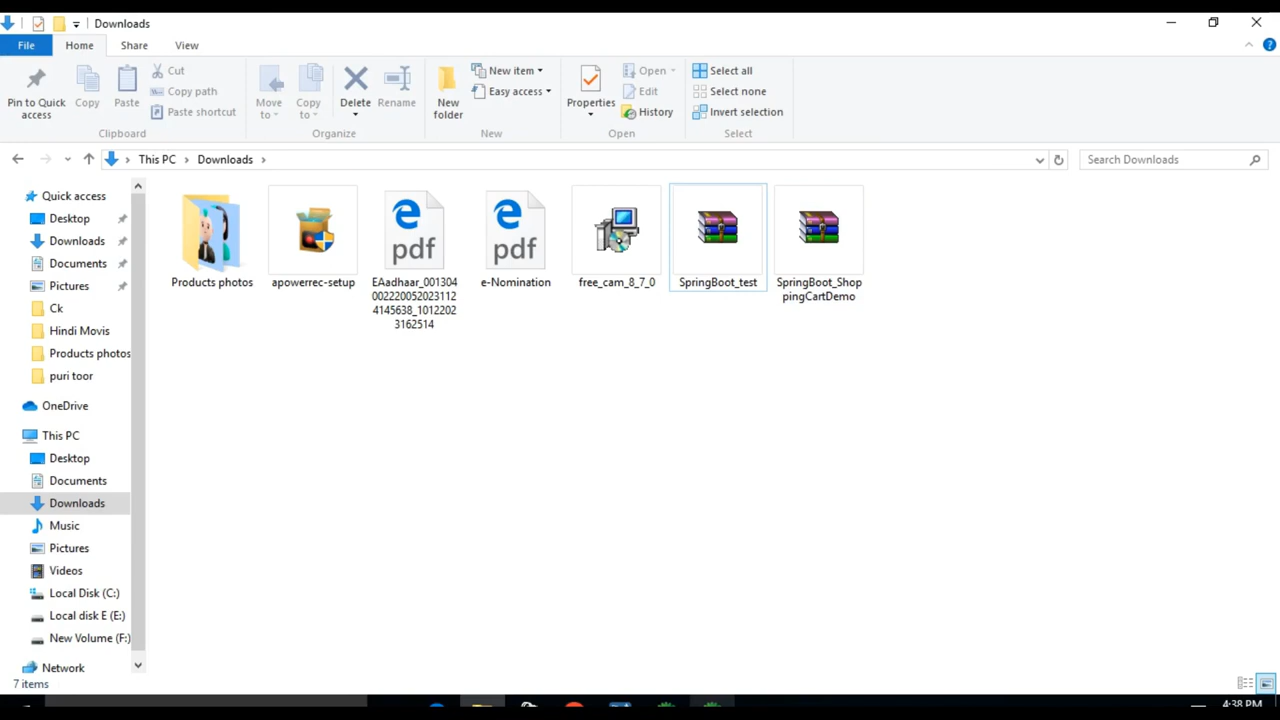 Downloads
File Home Share View
Pin to Quick access
Copy
Paste
Cut
Copy path
Paste shortcut
Clipboard
Move to
Copy to
Delete
Rename
Organize
New folder
New item
Easy access
New
Properties
Open
Edit
History
Open
Select all
Select none
Invert selection
Select
This PC Downloads
Search Downloads
Quick access
Desktop
Downloads
Documents
Pictures
Ck
Hindi Movis
Products photos
puri toor
OneDrive
This PC
Desktop
Documents
Downloads
Music
Pictures
Videos
Local Disk (C:)
Local disk E (E:)
New Volume (F:)
Network
Products photos
apowerrec-setup
pdf
EAadhaar_001304
002220052023112
4145638_1012202
3162514
pdf
e-Nomination
free_cam_8_7_0
SpringBoot_test
SpringBoot_Shop
pingCartDemo
7 items
4:38 PM